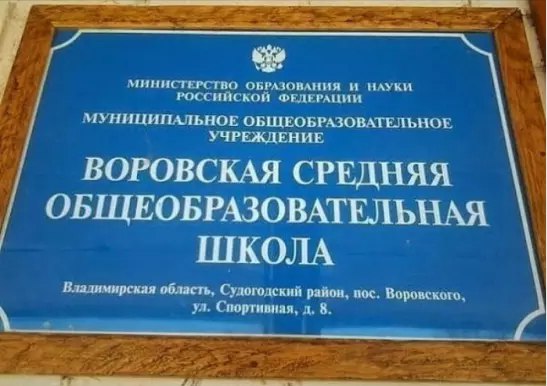 МИНИСТЕРСТВО ОБРАЗОВАНИЯ И НАУКИ
РОССИЙСКОЙ ФЕДЕРАЦИИ
МУНИЦИПАЛЬНОЕ ОБЩЕОБРАЗОВАТЕЛЬНОЕ
УЧРЕЖДЕНИЕ
ВОРОВСКАЯ СРЕДНЯЯ
ОБЩЕОБРАЗОВАТЕЛЬНАЯ
ШКОЛА
Владимирская область, Судогодский район, пос. Воровского,
ул. Спортивная, д. 8.